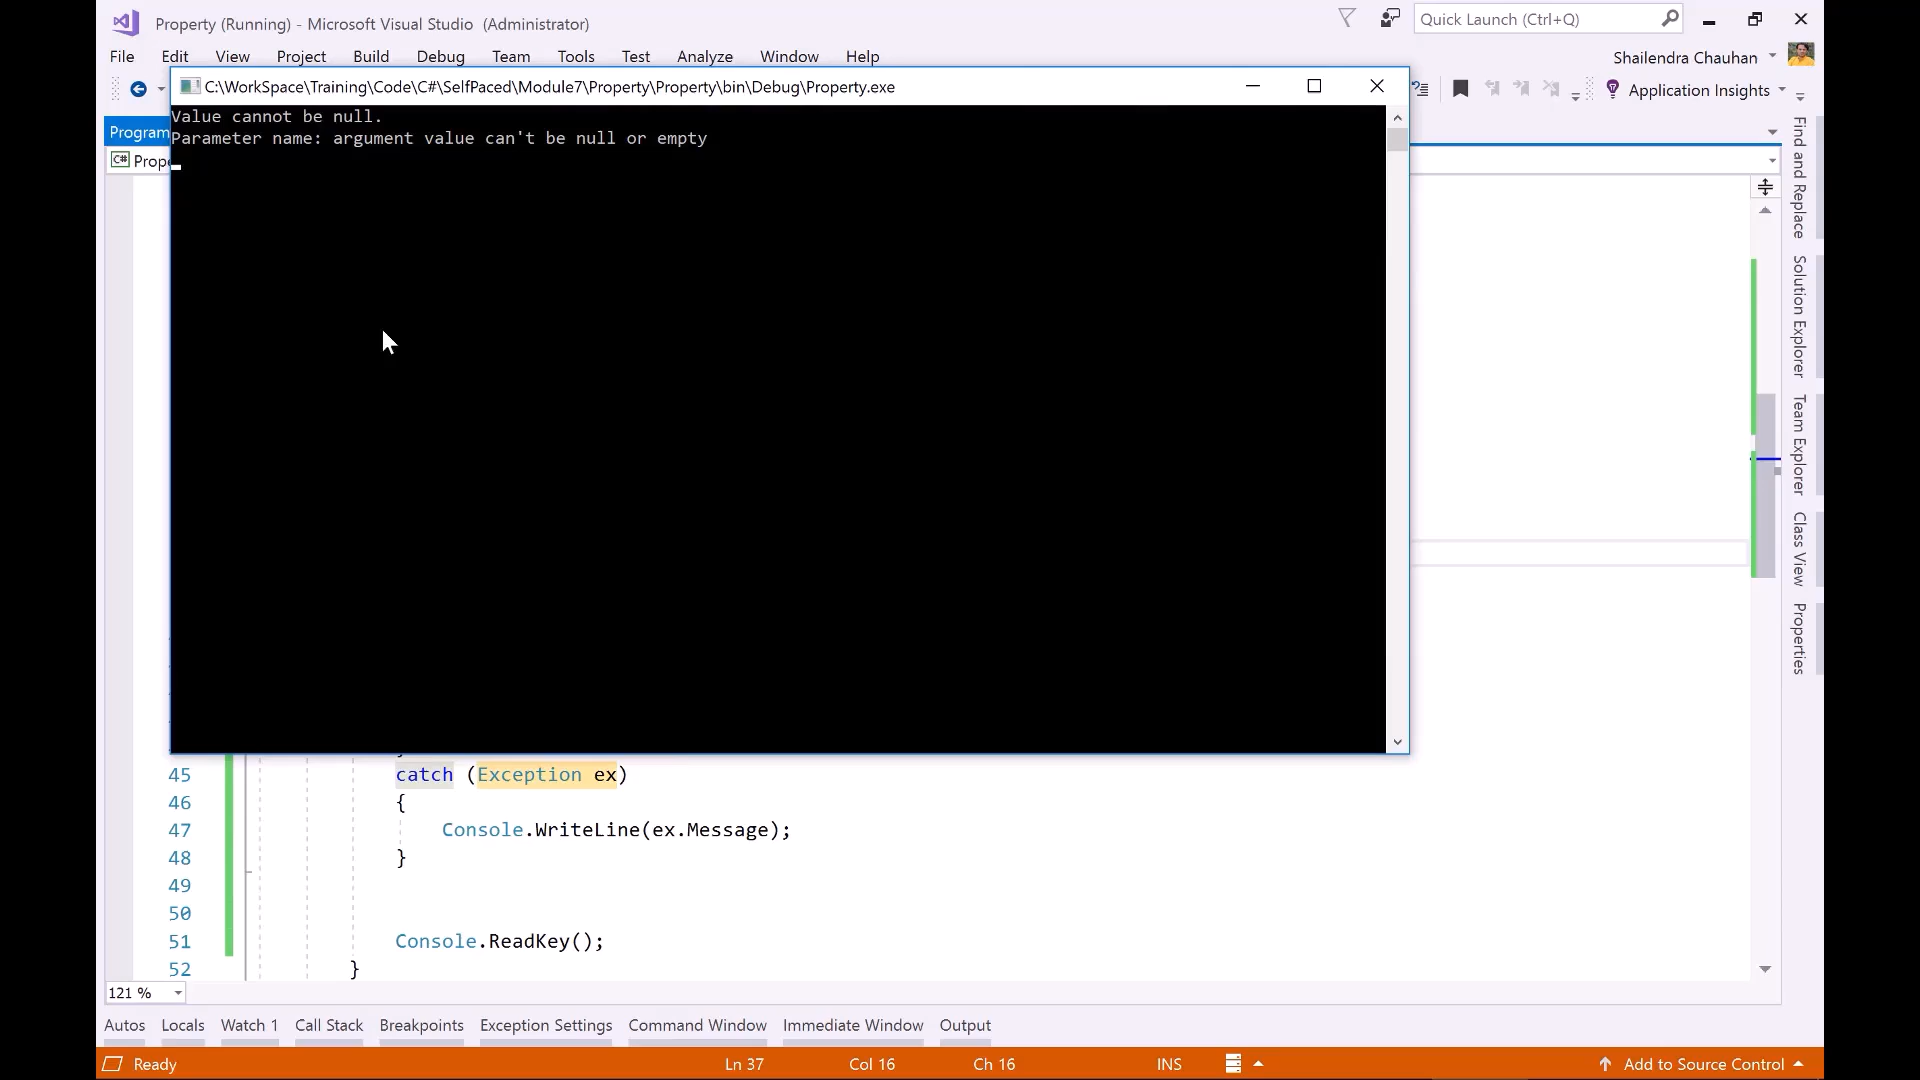 Property (Running) - Microsoft Visual Studio (Administrator)
Quick Launch (Ctrl+Q)
File Edit View Project Build Debug Team Tools Test Analyze Window Help
Shailendra Chauhan
C:\WorkSpace\Training\Code\C#\SelfPaced\Module7\Property\Property\bin\Debug\Property.exe
Application Insights
Value cannot be null.
Parameter name: argument value can't be null or empty
Program
C# Prope
Find and Replace
Solution Explorer
Team Explorer
Class View
Properties
45 catch (Exception ex)
46 {
47 Console.WriteLine(ex.Message);
48 }
49
50
51 Console.ReadKey();
52 }
121 %
Autos Locals Watch 1 Call Stack Breakpoints Exception Settings Command Window Immediate Window Output
Ready Ln 37 Col 16 Ch 16 INS Add to Source Control